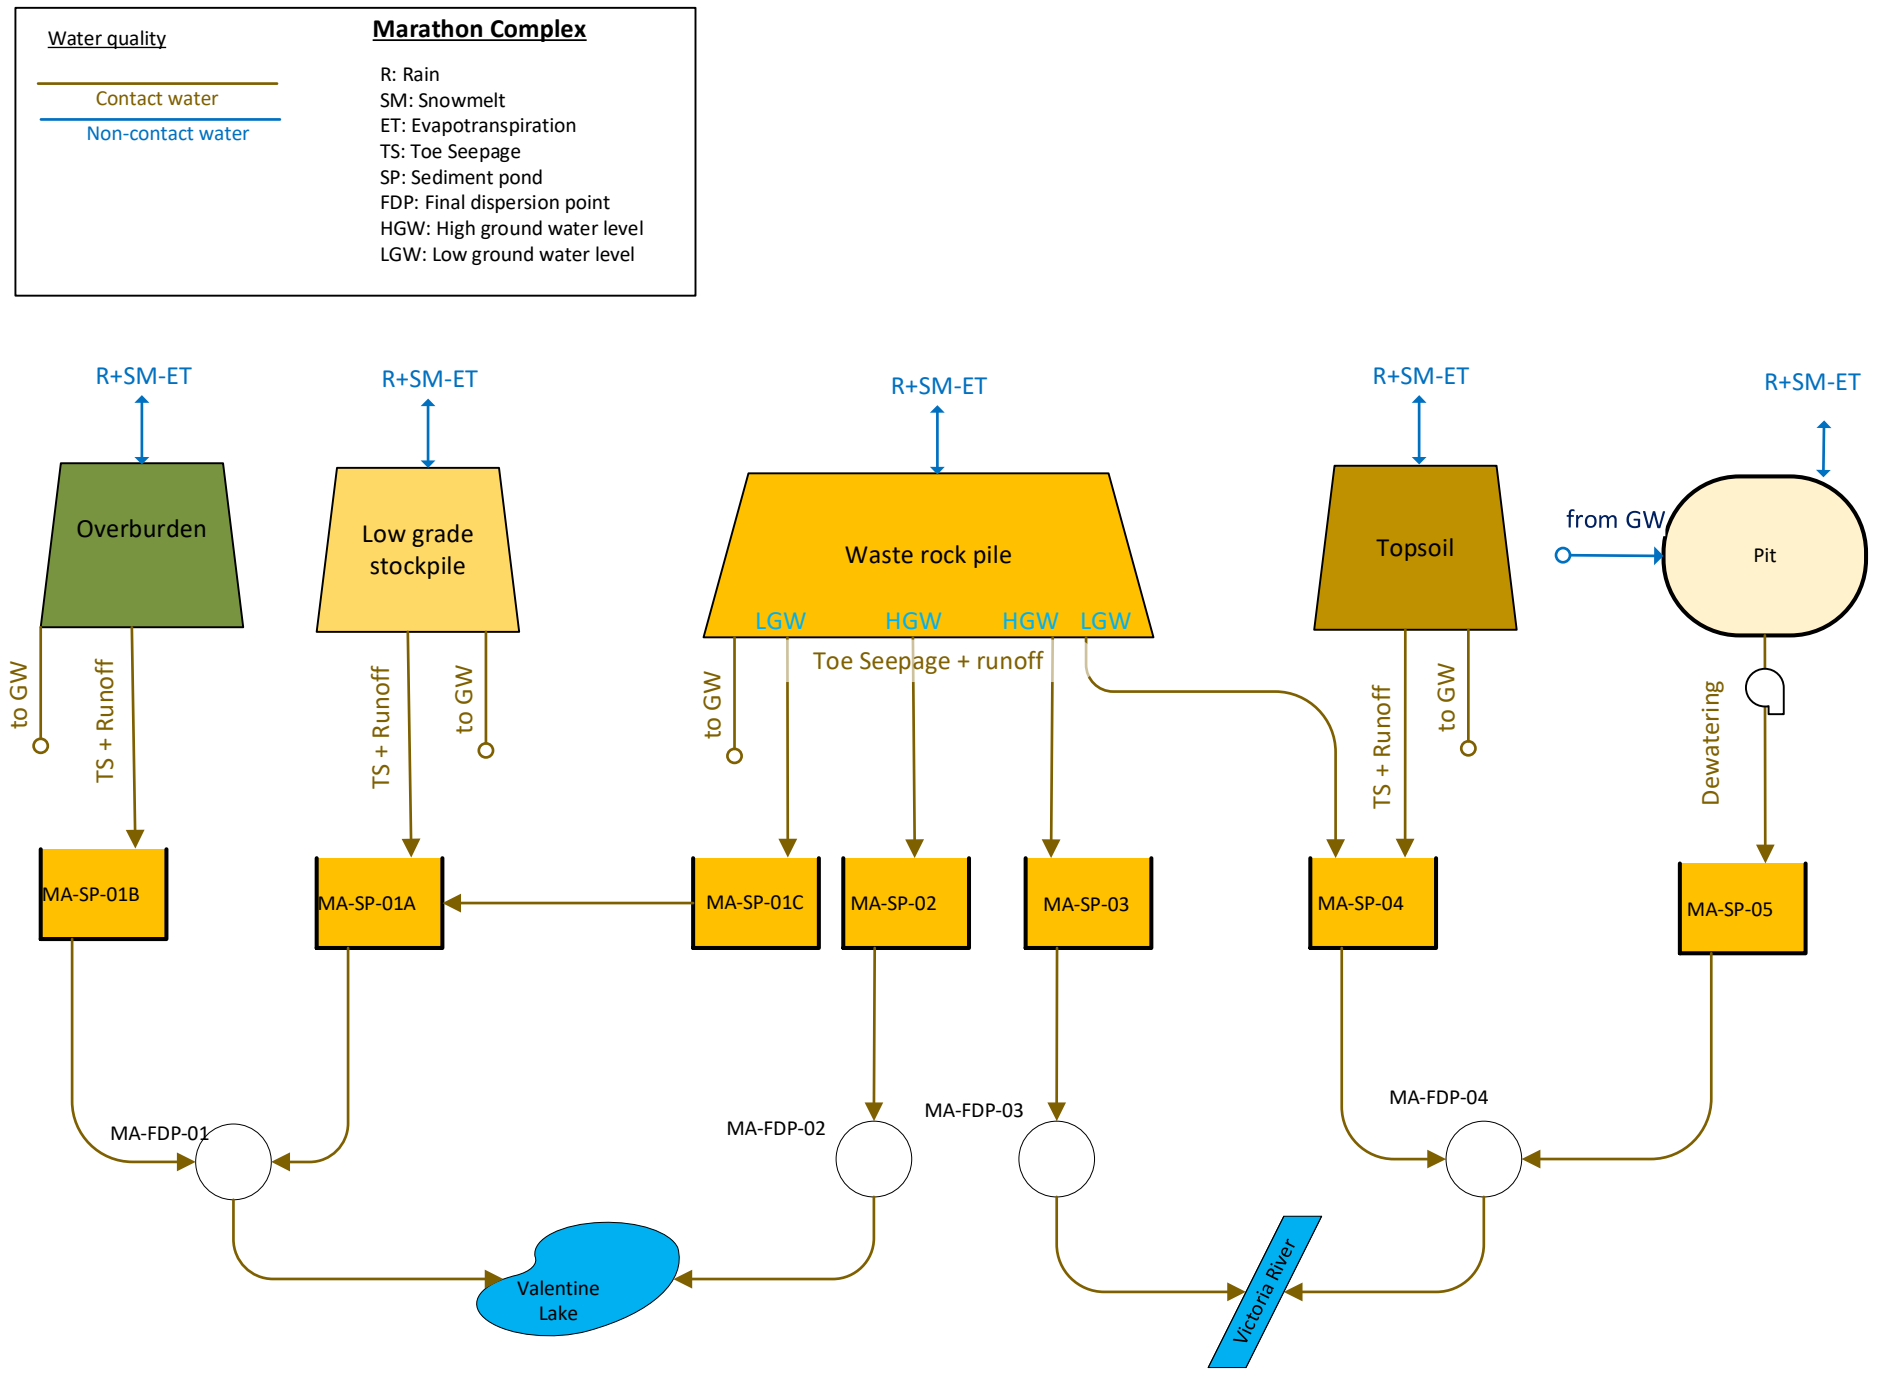 Water quality
Contact water
Non-contact water
Marathon Complex
R: Rain
SM: Snowmelt
ET: Evapotranspiration
TS: Toe Seepage
SP: Sediment pond
FDP: Final dispersion point
HGW: High ground water level
LGW: Low ground water level
R+SM-ET
R+SM-ET
R+SM-ET
R+SM-ET
R+SM-ET
Overburden
Low grade
stockpile
Waste rock pile
Topsoil
from GW
Pit
LGW
HGW
HGW
LGW
Toe Seepage + runoff
to GW
TS + Runoff
TS + Runoff
to GW
to GW
TS + Runoff
to GW
Dewatering
MA-SP-01B
MA-SP-01A
MA-SP-01C
MA-SP-02
MA-SP-03
MA-SP-04
MA-SP-05
MA-FDP-01
MA-FDP-02
MA-FDP-03
MA-FDP-04
Valentine
Lake
Victoria River